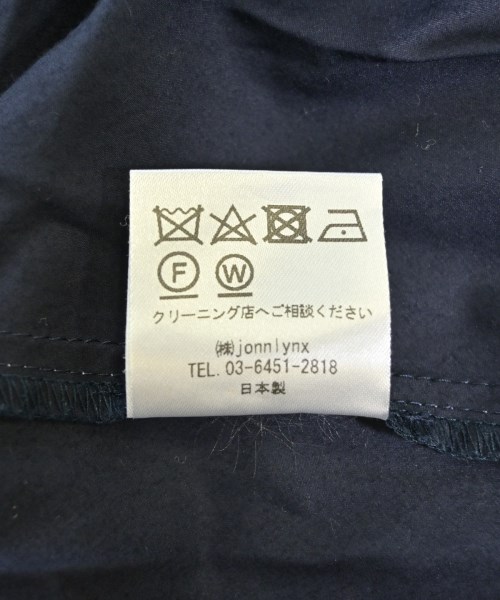 F W
クリーニング店へご相談ください
㈱jonnlynx
TEL. 03-6451-2818
日本製